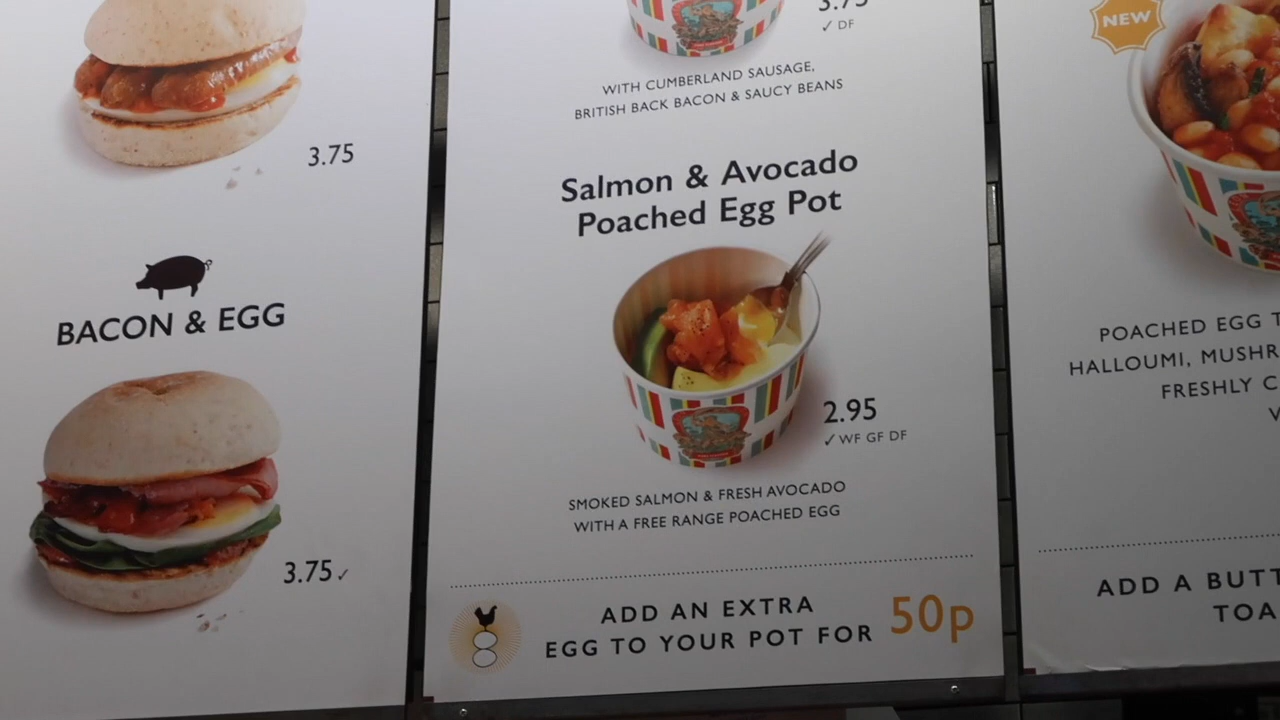 3.75
BACON & EGG
3.75 ✓
3.75
✓ DF
WITH CUMBERLAND SAUSAGE,
BRITISH BACK BACON & SAUCY BEANS
Salmon & Avocado
Poached Egg Pot
2.95
✓ WF GF DF
SMOKED SALMON & FRESH AVOCADO
WITH A FREE RANGE POACHED EGG
ADD AN EXTRA
EGG TO YOUR POT FOR 50p
NEW
POACHED EGG
HALLOUMI,
FRESHLY
ADD A